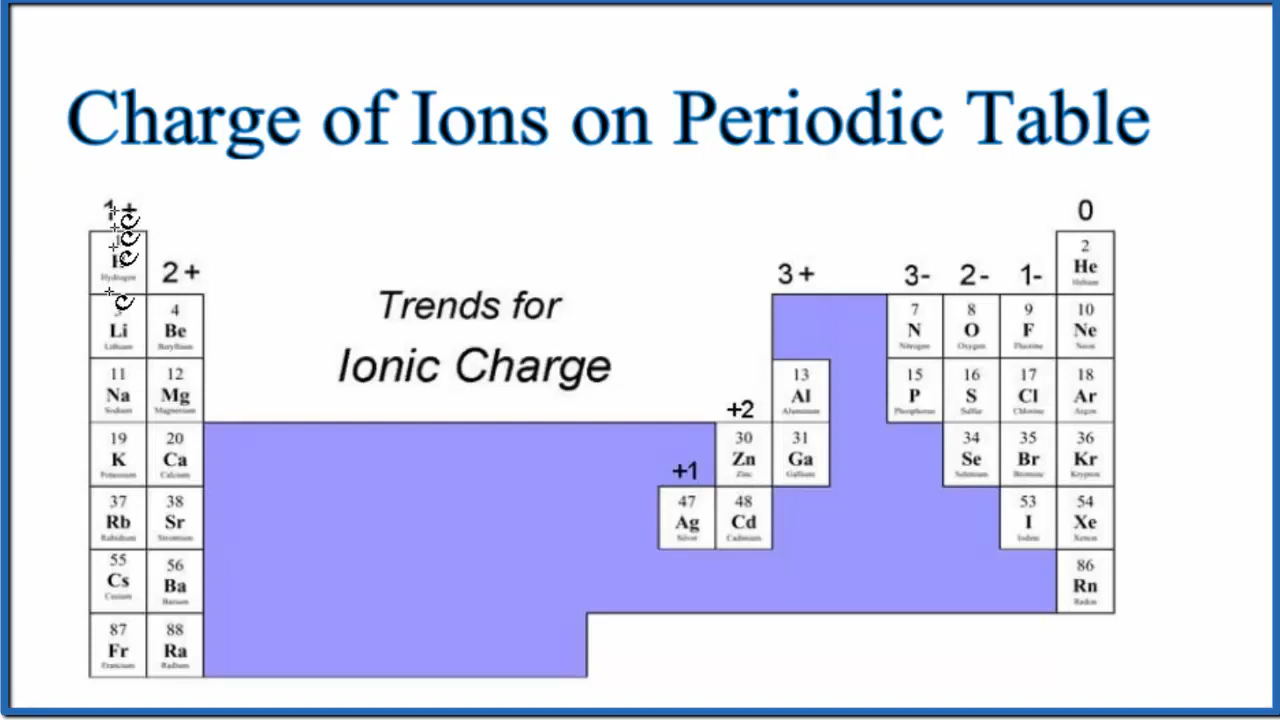 Charge of Ions on Periodic Table
1+ 0
2+ 3+ 3- 2- 1-
Trends for
Ionic Charge
2
He
Helium
Hydrogen
Li
Lithium
4
Be
Beryllium
7
N
Nitrogen
8
O
Oxygen
9
F
Fluorine
10
Ne
Neon
11
Na
Sodium
12
Mg
Magnesium
13
Al
Aluminum
15
P
Phosphorus
16
S
Sulfur
17
Cl
Chlorine
18
Ar
Argon
+2
19
K
Potassium
20
Ca
Calcium
30
Zn
Zinc
31
Ga
Gallium
34
Se
Selenium
35
Br
Bromine
36
Kr
Krypton
+1
37
Rb
Rubidium
38
Sr
Strontium
47
Ag
Silver
48
Cd
Cadmium
53
I
Iodine
54
Xe
Xenon
55
Cs
Cesium
56
Ba
Barium
86
Rn
Radon
87
Fr
Francium
88
Ra
Radium